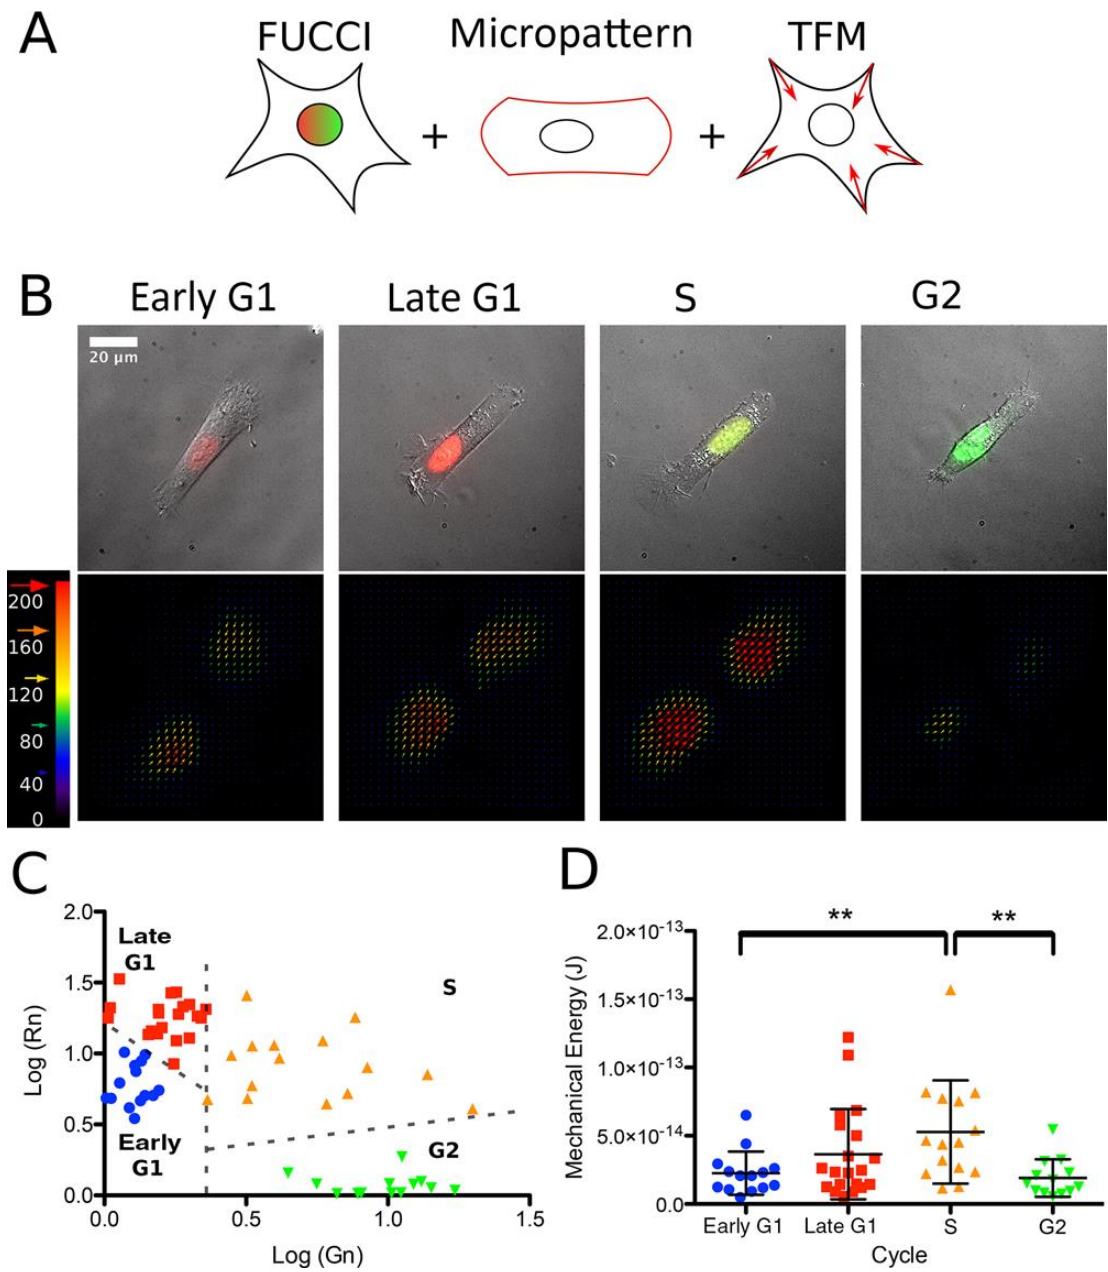 A
FUCCI
Micropattern
TFM
+
+
B
Early G1
Late G1
S
G2
20 µm
200
160
120
80
40
0
C
Log (Rn)
2.0
1.5
1.0
0.5
0.0
Late
G1
S
Early
G1
G2
0.0
0.5
1.0
1.5
Log (Gn)
D
Mechanical Energy (J)
2.0×10⁻¹³
1.5×10⁻¹³
1.0×10⁻¹³
5.0×10⁻¹⁴
0.0
**
**
Early G1
Late G1
S
G2
Cycle